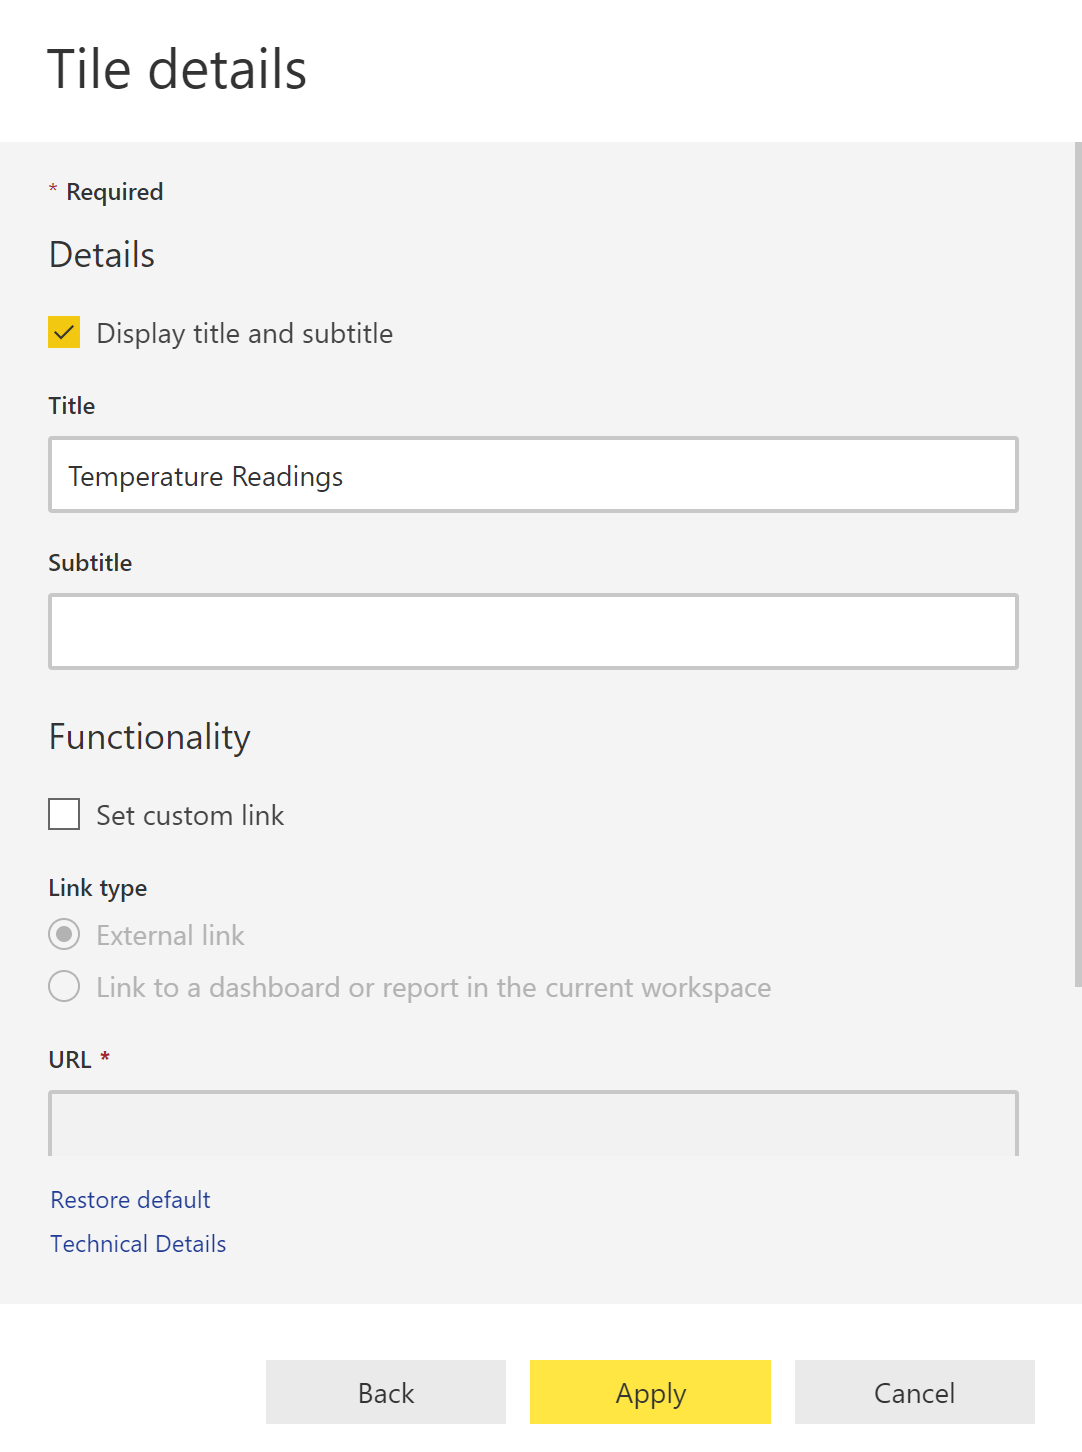 Tile details
* Required
Details
Display title and subtitle
Title
Temperature Readings
Subtitle
Functionality
Set custom link
Link type
External link
Link to a dashboard or report in the current workspace
URL *
Restore default
Technical Details
Back Apply Cancel